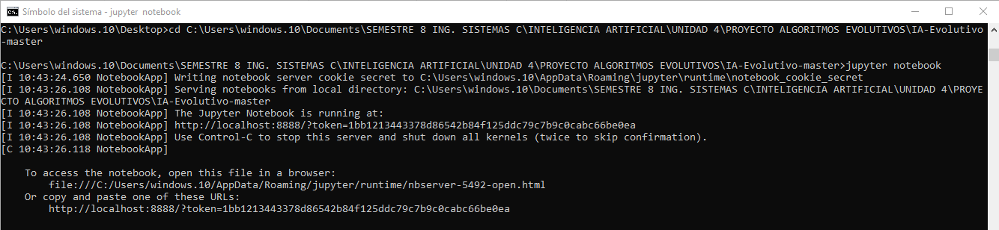 Símbolo del sistema - jupyter notebook
C:\Users\windows.10\Desktop>cd C:\Users\windows.10\Documents\SEMESTRE 8 ING. SISTEMAS C\INTELIGENCIA ARTIFICIAL\UNIDAD 4\PROYECTO ALGORITMOS EVOLUTIVOS\IA-Evolutivo
-master
C:\Users\windows.10\Documents\SEMESTRE 8 ING. SISTEMAS C\INTELIGENCIA ARTIFICIAL\UNIDAD 4\PROYECTO ALGORITMOS EVOLUTIVOS\IA-Evolutivo-master>jupyter notebook
[I 10:43:24.650 NotebookApp] Writing notebook server cookie secret to C:\Users\windows.10\AppData\Roaming\jupyter\runtime\notebook_cookie_secret
[I 10:43:26.108 NotebookApp] Serving notebooks from local directory: C:\Users\windows.10\Documents\SEMESTRE 8 ING. SISTEMAS C\INTELIGENCIA ARTIFICIAL\UNIDAD 4\PROYE
CTO ALGORITMOS EVOLUTIVOS\IA-Evolutivo-master
[I 10:43:26.108 NotebookApp] The Jupyter Notebook is running at:
[I 10:43:26.108 NotebookApp] http://localhost:8888/?token=1bb1213443378d86542b84f125ddc79c7b9c0cabc66be0ea
[I 10:43:26.108 NotebookApp] Use Control-C to stop this server and shut down all kernels (twice to skip confirmation).
[C 10:43:26.118 NotebookApp]
To access the notebook, open this file in a browser:
file:///C:/Users/windows.10/AppData/Roaming/jupyter/runtime/nbserver-5492-open.html
Or copy and paste one of these URLs:
http://localhost:8888/?token=1bb1213443378d86542b84f125ddc79c7b9c0cabc66be0ea